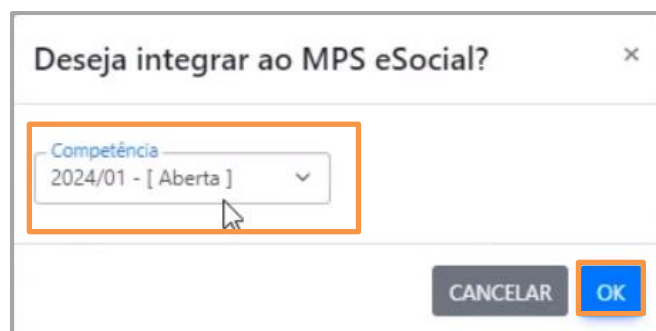 Deseja integrar ao MPS eSocial? ×
Competência
2024/01 - [ Aberta ]
CANCELAR OK